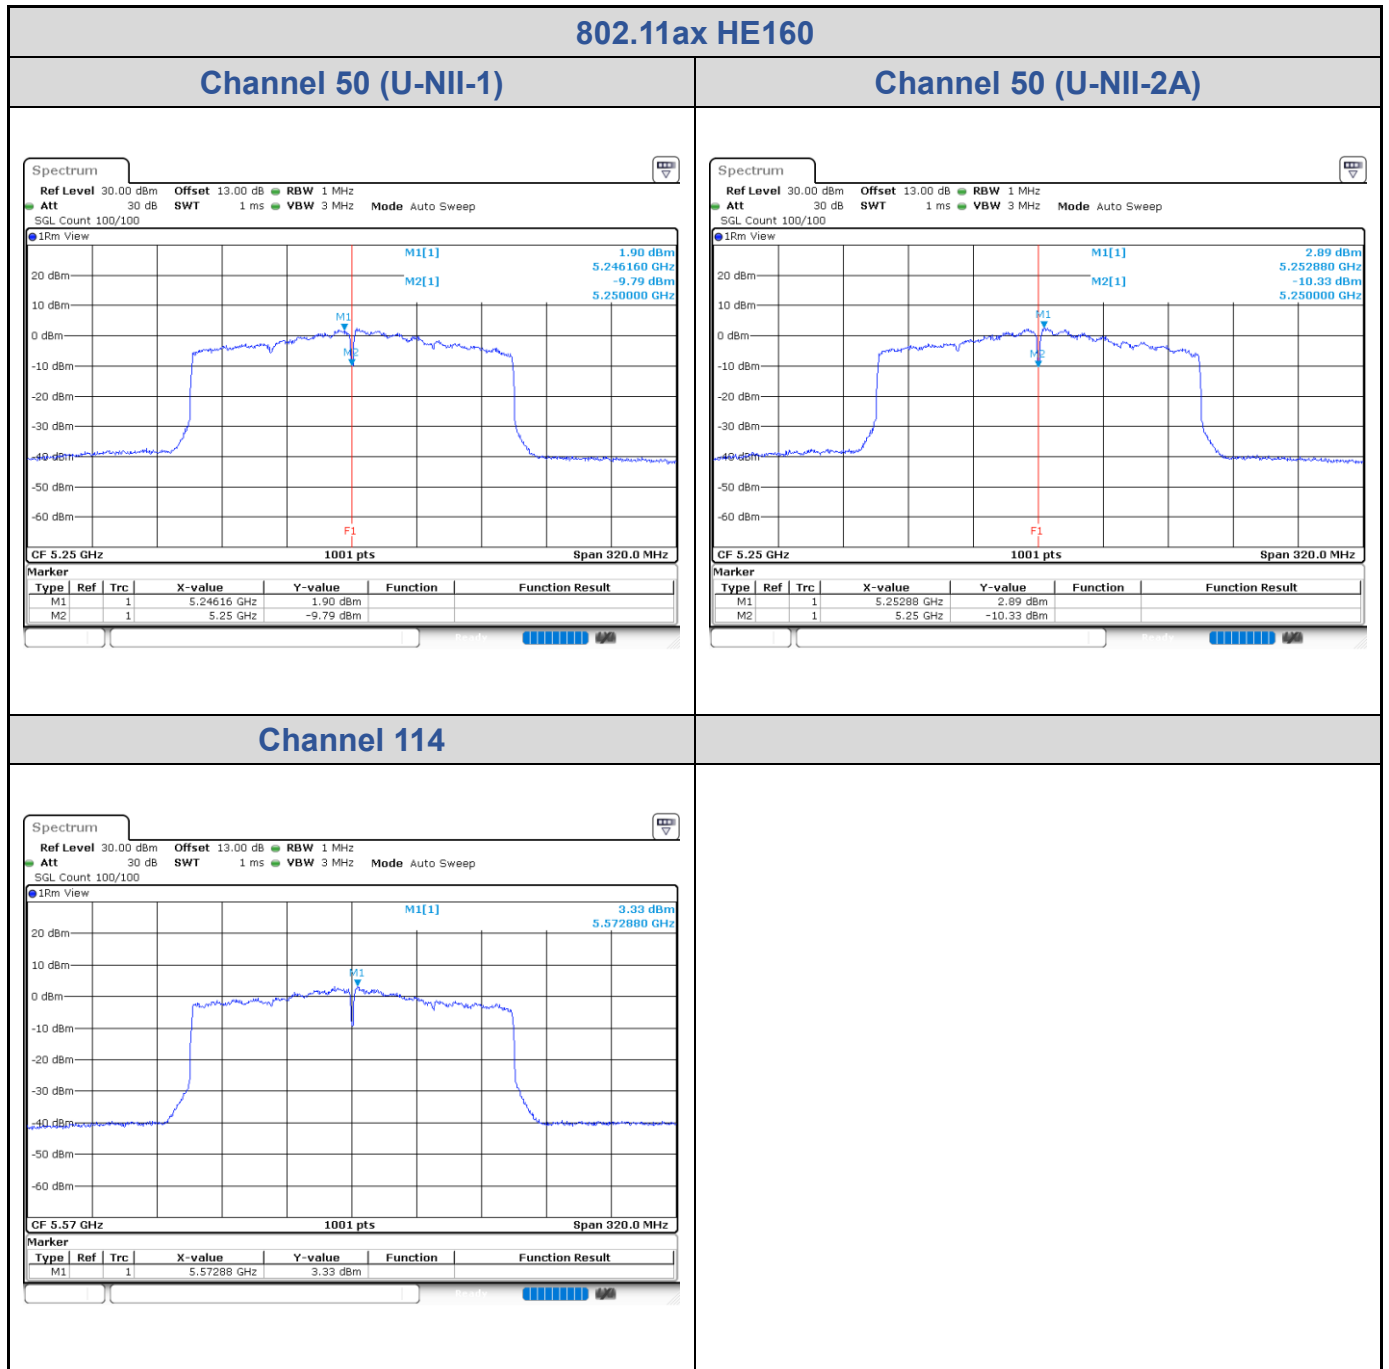 802.11ax HE160
Channel 50 (U-NII-1)
Channel 50 (U-NII-2A)
Spectrum
Ref Level 30.00 dBm Offset 13.00 dB RBW 1 MHz
Att 30 dB SWT 1 ms VBW 3 MHz Mode Auto Sweep
SGL Count 100/100
1Rm View
M1[1] 1.90 dBm
5.246160 GHz
M2[1] -9.79 dBm
5.250000 GHz
20 dBm
10 dBm
M1
0 dBm
M2
-10 dBm
-20 dBm
-30 dBm
-40 dBm
-50 dBm
-60 dBm
F1
CF 5.25 GHz 1001 pts Span 320.0 MHz
Marker
Type Ref Trc X-value Y-value Function Function Result
M1 1 5.24616 GHz 1.90 dBm
M2 1 5.25 GHz -9.79 dBm
Ready
Spectrum
Ref Level 30.00 dBm Offset 13.00 dB RBW 1 MHz
Att 30 dB SWT 1 ms VBW 3 MHz Mode Auto Sweep
SGL Count 100/100
1Rm View
M1[1] 2.89 dBm
5.252880 GHz
M2[1] -10.33 dBm
5.250000 GHz
20 dBm
10 dBm
M1
0 dBm
M2
-10 dBm
-20 dBm
-30 dBm
-40 dBm
-50 dBm
-60 dBm
F1
CF 5.25 GHz 1001 pts Span 320.0 MHz
Marker
Type Ref Trc X-value Y-value Function Function Result
M1 1 5.25288 GHz 2.89 dBm
M2 1 5.25 GHz -10.33 dBm
Ready
Channel 114
Spectrum
Ref Level 30.00 dBm Offset 13.00 dB RBW 1 MHz
Att 30 dB SWT 1 ms VBW 3 MHz Mode Auto Sweep
SGL Count 100/100
1Rm View
M1[1] 3.33 dBm
5.572880 GHz
20 dBm
10 dBm
M1
0 dBm
-10 dBm
-20 dBm
-30 dBm
-40 dBm
-50 dBm
-60 dBm
CF 5.57 GHz 1001 pts Span 320.0 MHz
Marker
Type Ref Trc X-value Y-value Function Function Result
M1 1 5.57288 GHz 3.33 dBm
Ready